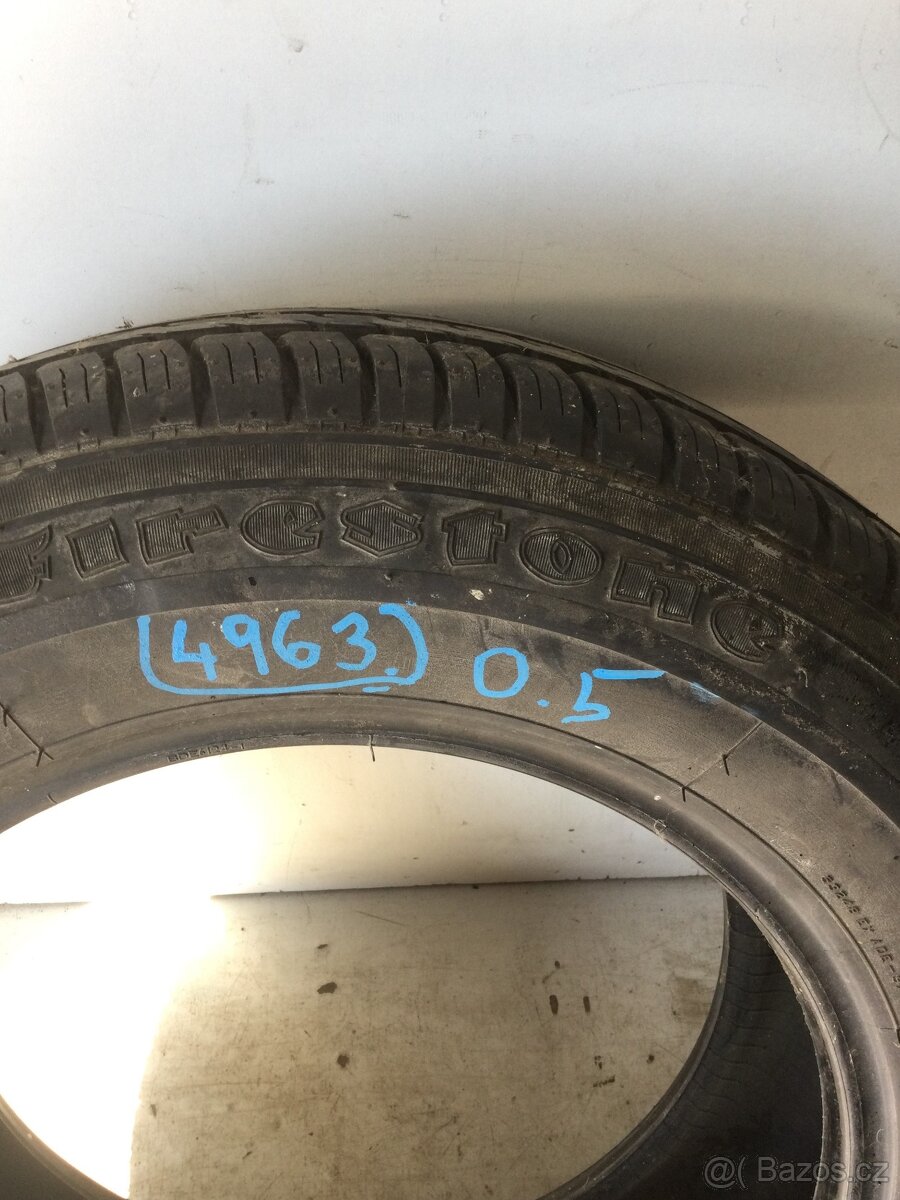 Firestone
(4963.) 0.5
@( Bazos.cz